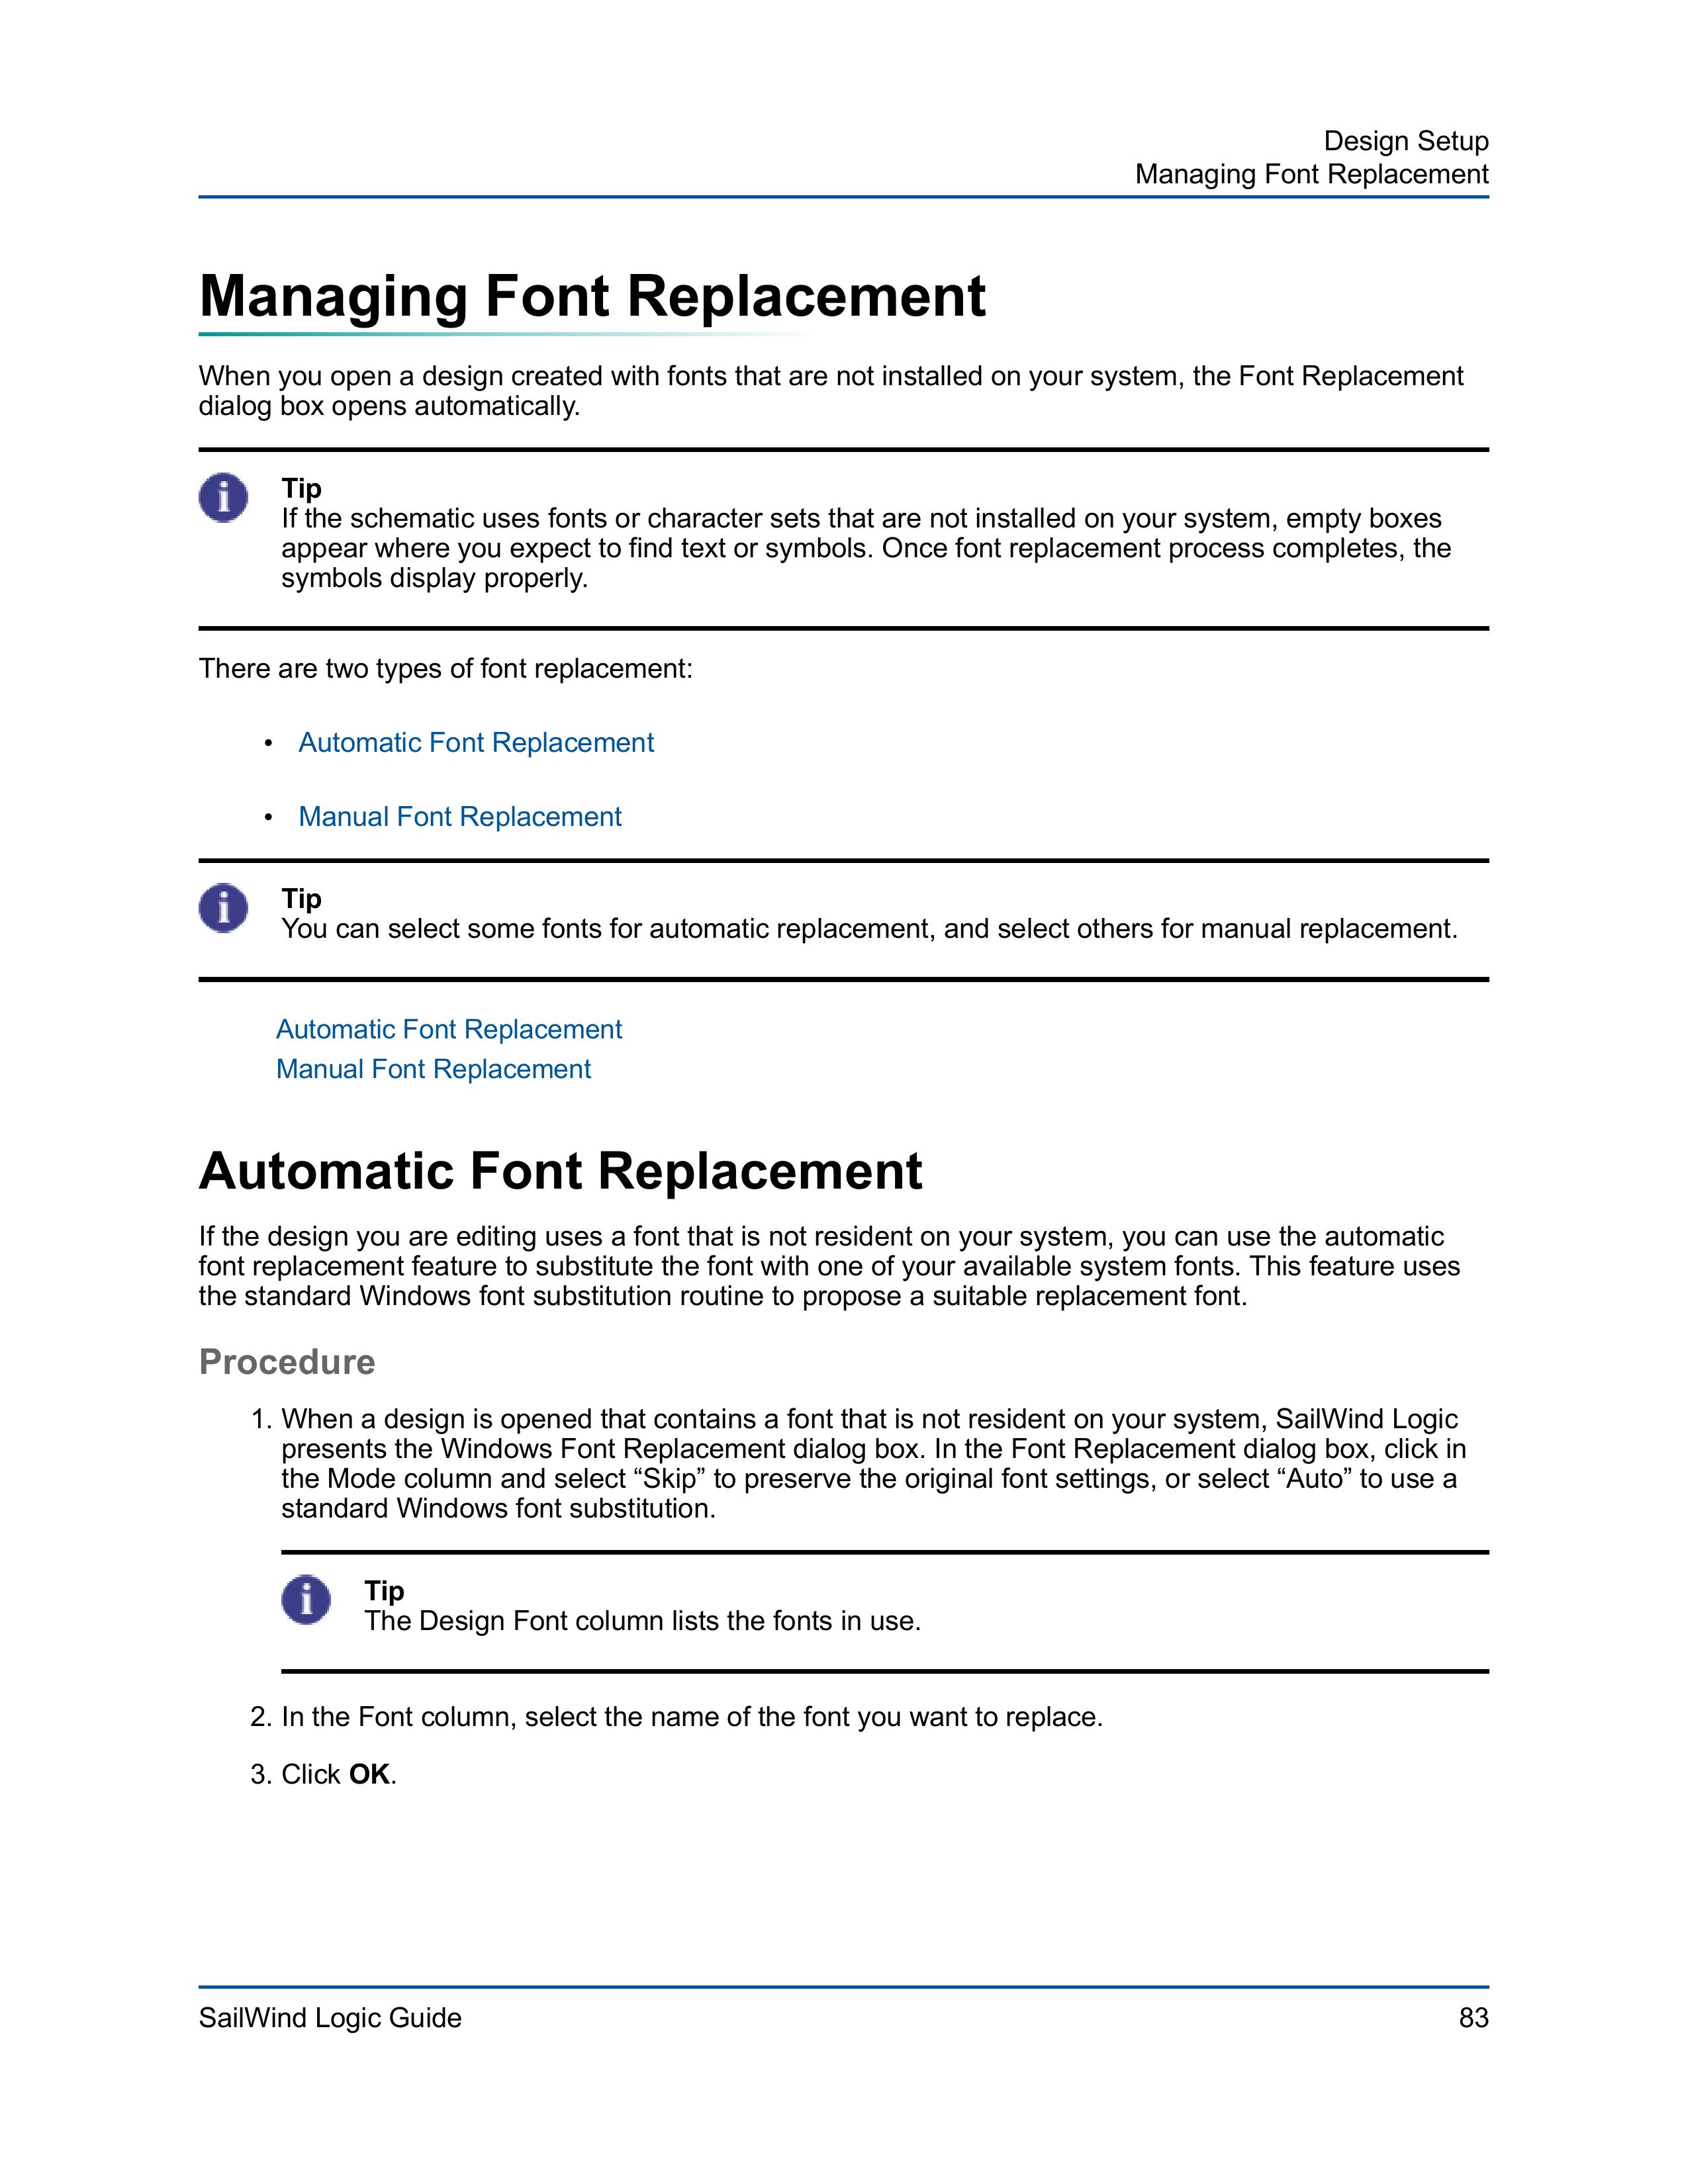 Design Setup
Managing Font Replacement
Managing Font Replacement
When you open a design created with fonts that are not installed on your system, the Font Replacement
dialog box opens automatically.
Tip
If the schematic uses fonts or character sets that are not installed on your system, empty boxes
appear where you expect to find text or symbols. Once font replacement process completes, the
symbols display properly.
There are two types of font replacement:
• Automatic Font Replacement
• Manual Font Replacement
Tip
You can select some fonts for automatic replacement, and select others for manual replacement.
Automatic Font Replacement
Manual Font Replacement
Automatic Font Replacement
If the design you are editing uses a font that is not resident on your system, you can use the automatic
font replacement feature to substitute the font with one of your available system fonts. This feature uses
the standard Windows font substitution routine to propose a suitable replacement font.
Procedure
1. When a design is opened that contains a font that is not resident on your system, SailWind Logic
presents the Windows Font Replacement dialog box. In the Font Replacement dialog box, click in
the Mode column and select “Skip” to preserve the original font settings, or select “Auto” to use a
standard Windows font substitution.
Tip
The Design Font column lists the fonts in use.
2. In the Font column, select the name of the font you want to replace.
3. Click OK.
SailWind Logic Guide
83